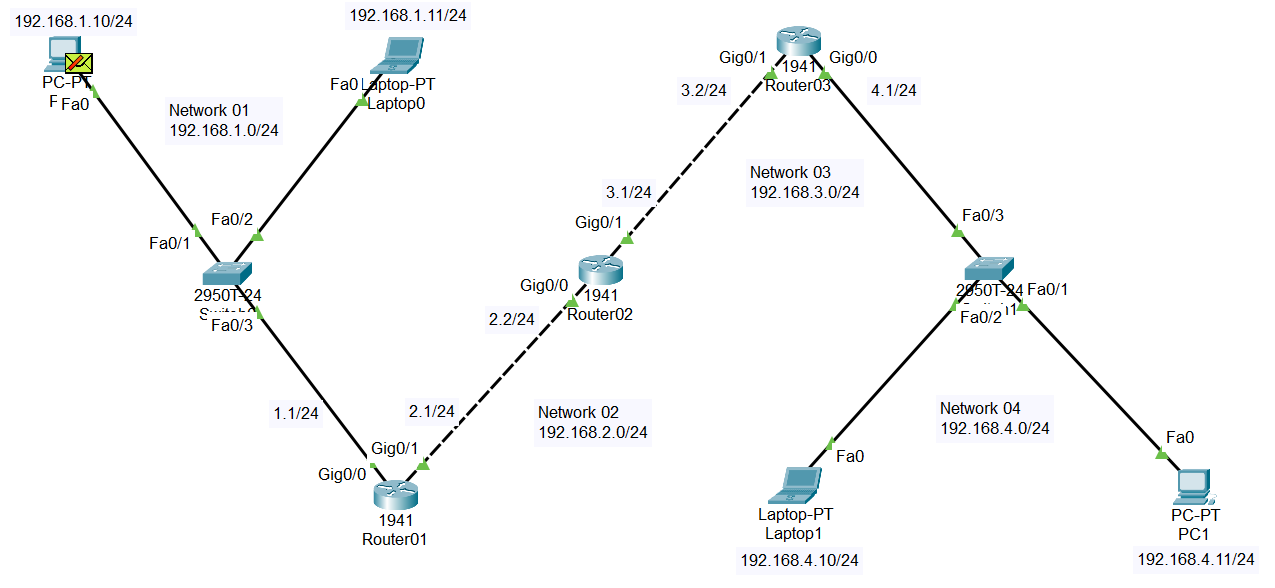 192.168.1.10/24
192.168.1.11/24
PC-PT
Fa0
Fa0
Laptop-PT
Laptop0
Network 01
192.168.1.0/24
Fa0/1
Fa0/2
2950T-24
Fa0/3
1.1/24
Gig0/0
Gig0/1
2.1/24
1941
Router01
Network 02
192.168.2.0/24
2.2/24
Gig0/0
Gig0/1
1941
Router02
3.1/24
3.2/24
Network 03
192.168.3.0/24
Gig0/1
Gig0/0
1941
Router03
4.1/24
Fa0/3
2950T-24
Fa0/1
Fa0/2
Network 04
192.168.4.0/24
Fa0
Laptop-PT
Laptop1
192.168.4.10/24
Fa0
PC-PT
PC1
192.168.4.11/24